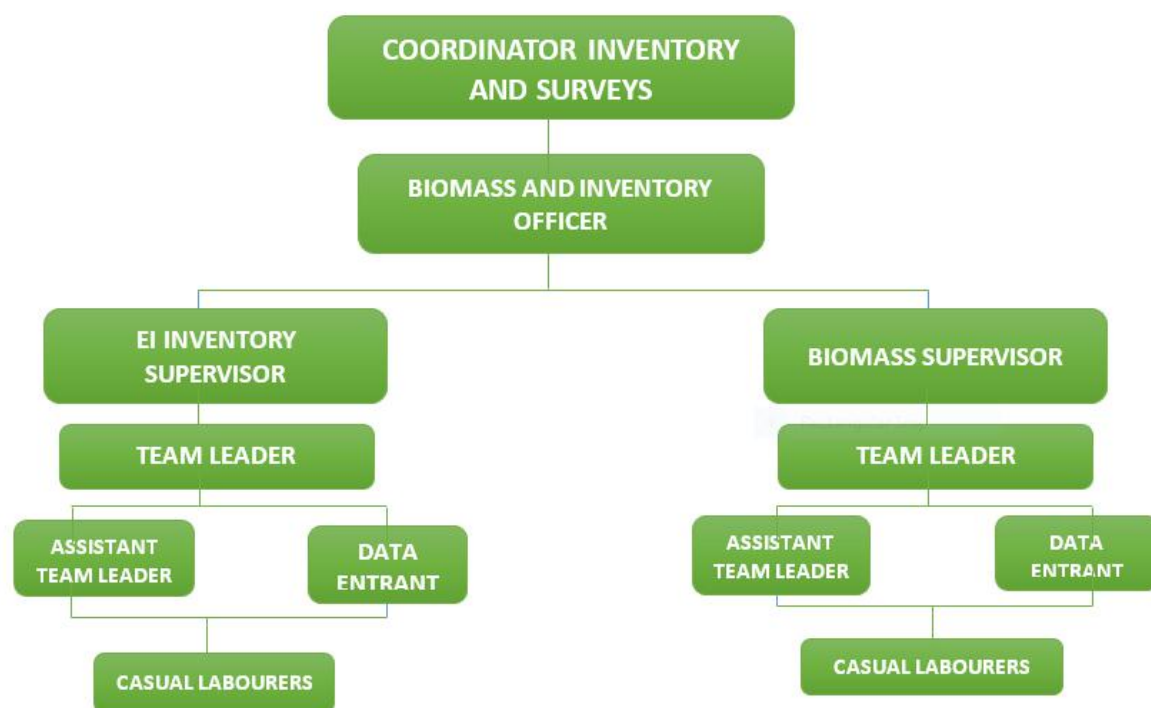 COORDINATOR INVENTORY
AND SURVEYS
BIOMASS AND INVENTORY
OFFICER
EI INVENTORY
SUPERVISOR
BIOMASS SUPERVISOR
TEAM LEADER
TEAM LEADER
ASSISTANT
TEAM LEADER
DATA
ENTRANT
ASSISTANT
TEAM LEADER
DATA
ENTRANT
CASUAL LABOURERS
CASUAL LABOURERS